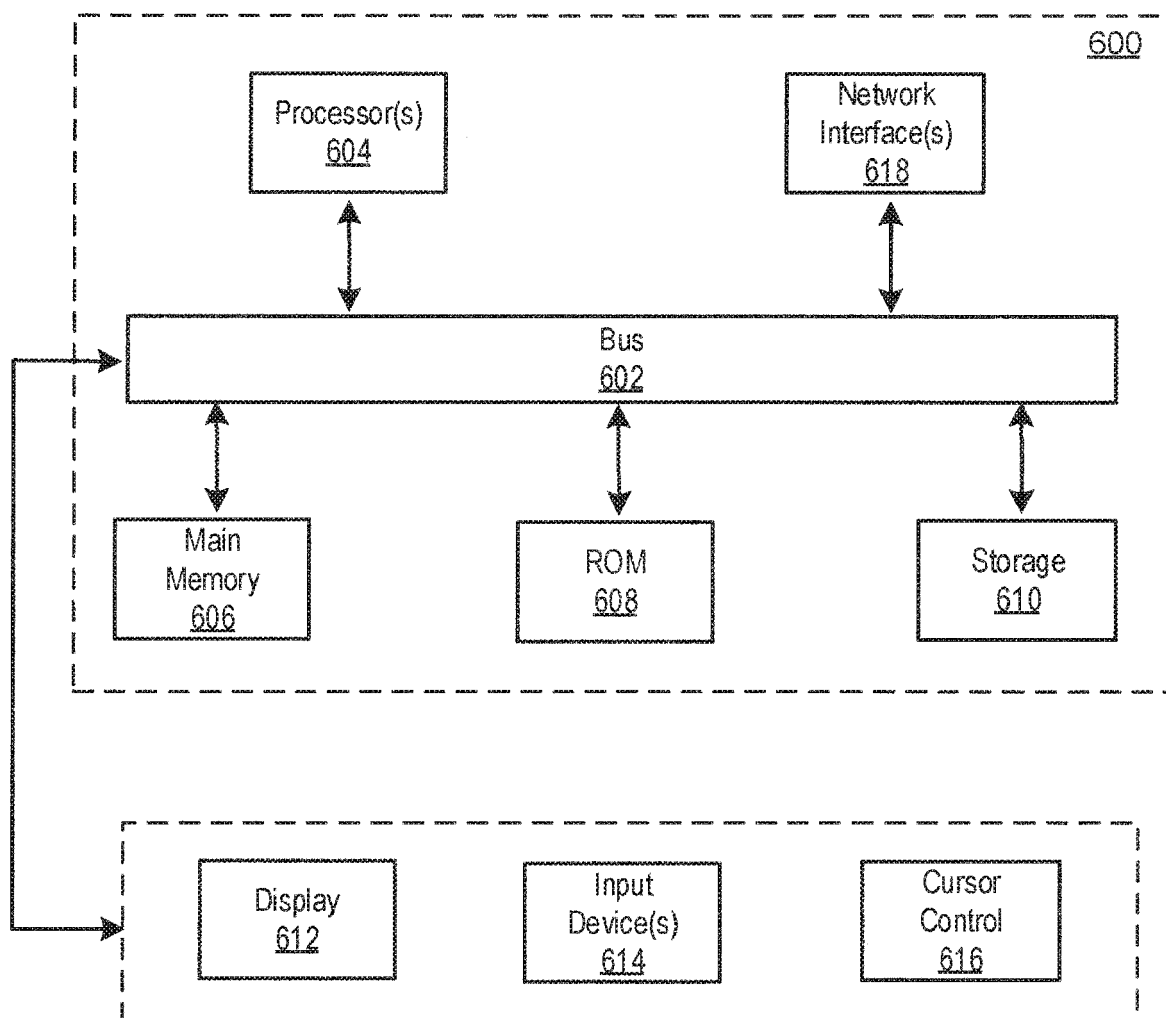 600
Processor(s)
604
Network
Interface(s)
618
Bus
602
Main
Memory
606
ROM
608
Storage
610
Display
612
Input
Device(s)
614
Cursor
Control
616